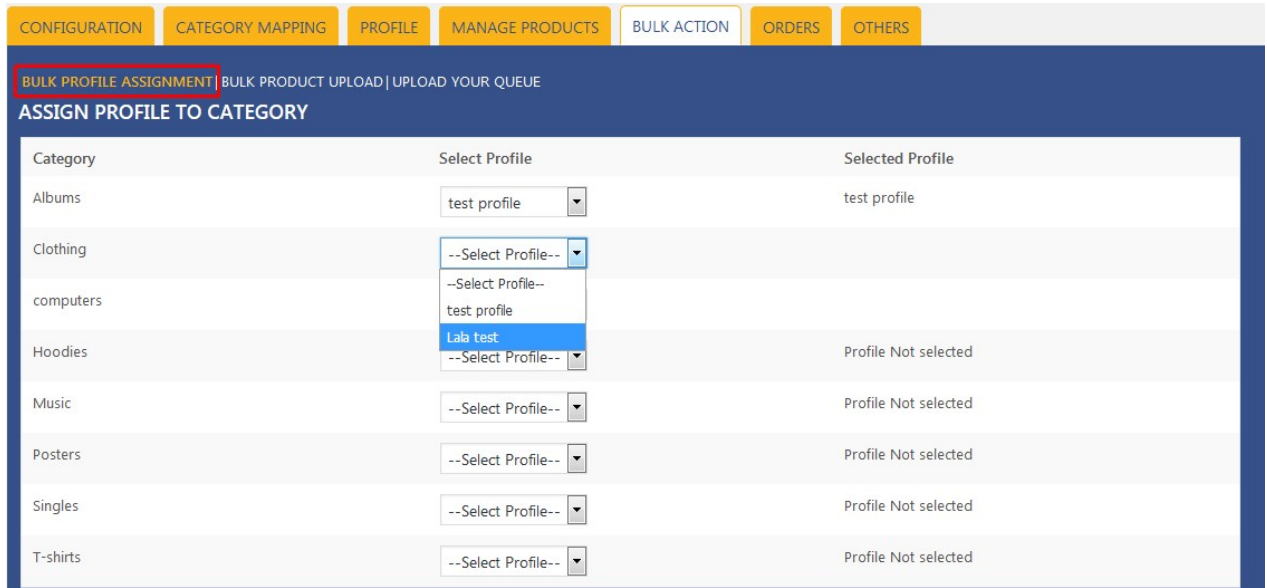 CONFIGURATION CATEGORY MAPPING PROFILE MANAGE PRODUCTS BULK ACTION ORDERS OTHERS
BULK PROFILE ASSIGNMENT| BULK PRODUCT UPLOAD| UPLOAD YOUR QUEUE
ASSIGN PROFILE TO CATEGORY
Category Select Profile Selected Profile
Albums test profile test profile
Clothing --Select Profile--
--Select Profile--
computers test profile
Lala test
Hoodies --Select Profile-- Profile Not selected
Music --Select Profile-- Profile Not selected
Posters --Select Profile-- Profile Not selected
Singles --Select Profile-- Profile Not selected
T-shirts --Select Profile-- Profile Not selected